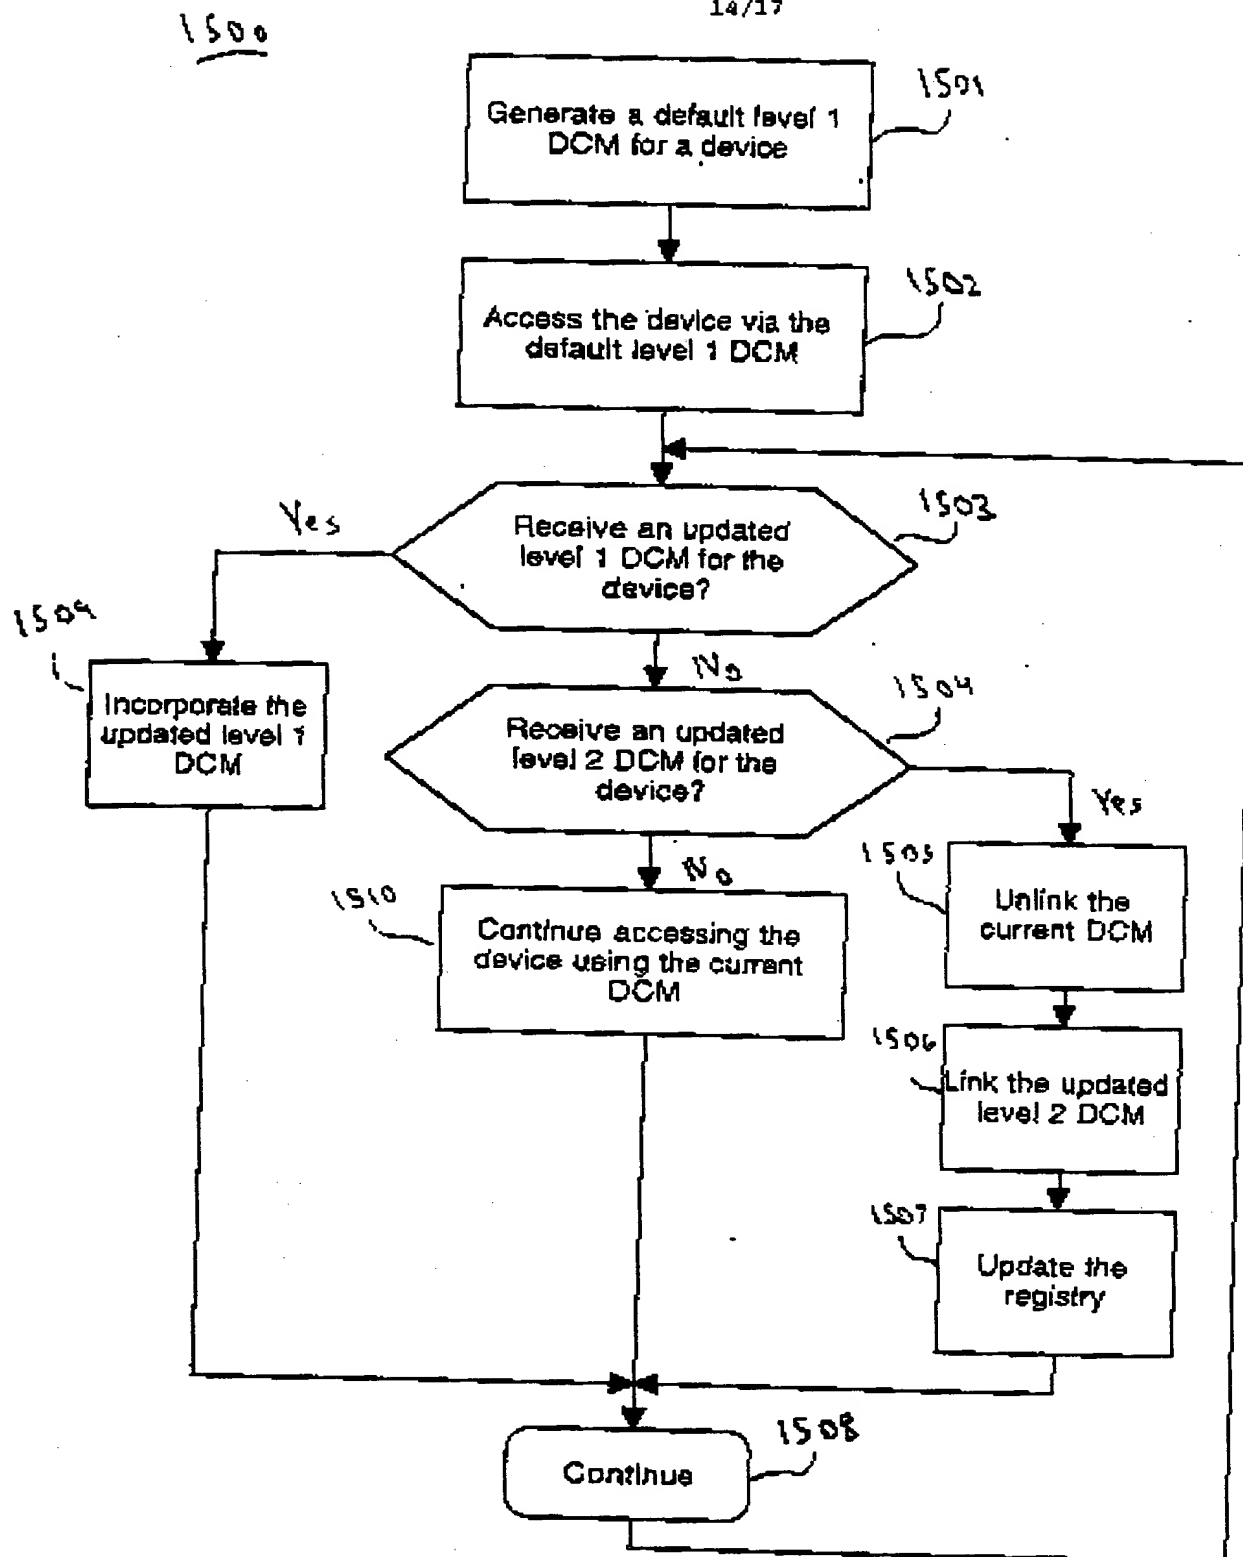 14/17
1500
Generate a default level 1
DCM for a device
1501
Access the device via the
default level 1 DCM
1502
Receive an updated
level 1 DCM for the
device?
1503
Yes
No
1509
Incorporate the
updated level 1
DCM
Receive an updated
level 2 DCM for the
device?
1504
Yes
No
1510
Continue accessing the
device using the current
DCM
1505
Unlink the
current DCM
1506
Link the updated
level 2 DCM
1507
Update the
registry
Continue
1508